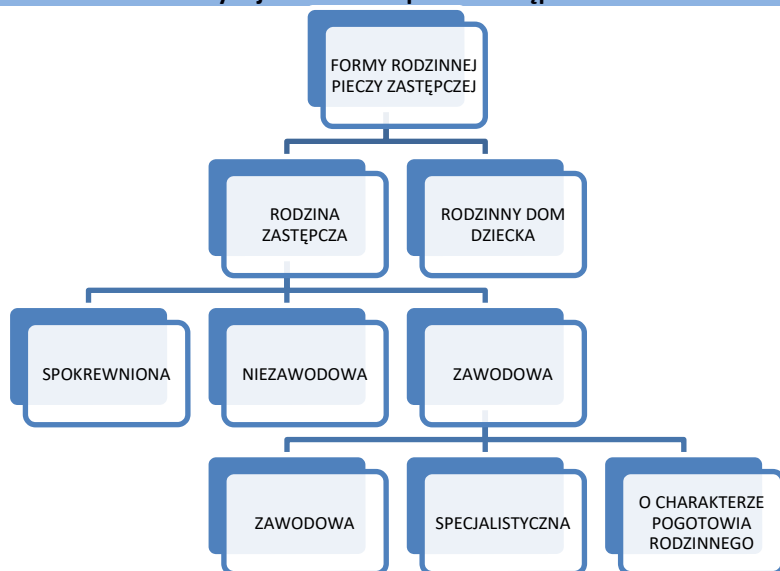 FORMY RODZINNEJ
PIECZY ZASTĘPCZEJ
RODZINA
ZASTĘPCZA
RODZINNY DOM
DZIECKA
SPOKREWNIONA
NIEZAWODOWA
ZAWODOWA
ZAWODOWA
SPECJALISTYCZNA
O CHARAKTERZE
POGOTOWIA
RODZINNEGO